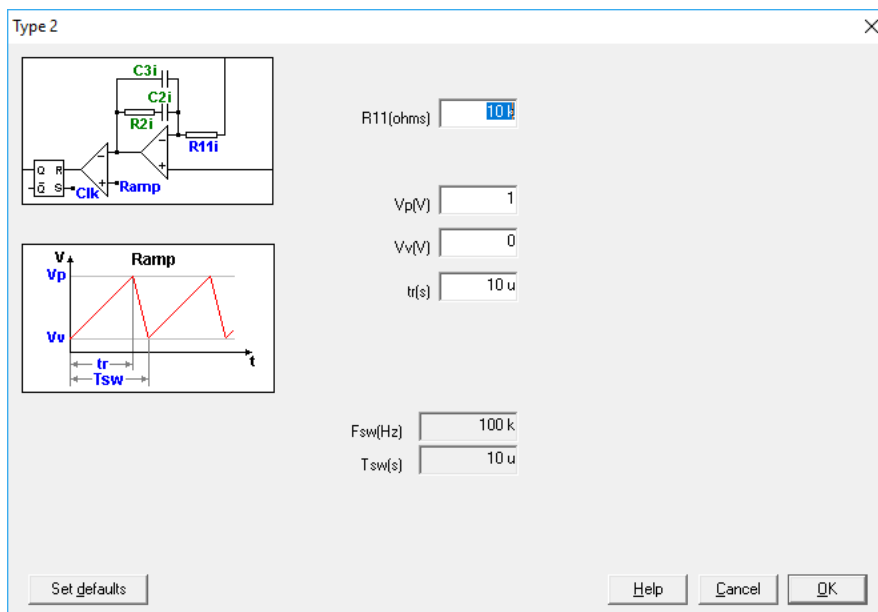 Type 2
C3i
C2i
R2i
R11i
Q R
Q S
Clk
Ramp
R11(ohms) 10 k
Vp(V) 1
Vv(V) 0
tr(s) 10 u
V
Ramp
Vp
Vv
tr
Tsw
t
Fsw(Hz) 100 k
Tsw(s) 10 u
Set defaults
Help
Cancel
OK